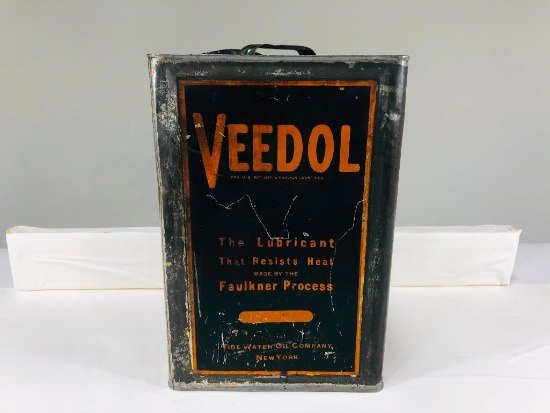 VEEDOL
The Lubricant
That Resists Heat
MADE BY THE
Faulkner Process
TIDE WATER OIL COMPANY,
NEW YORK